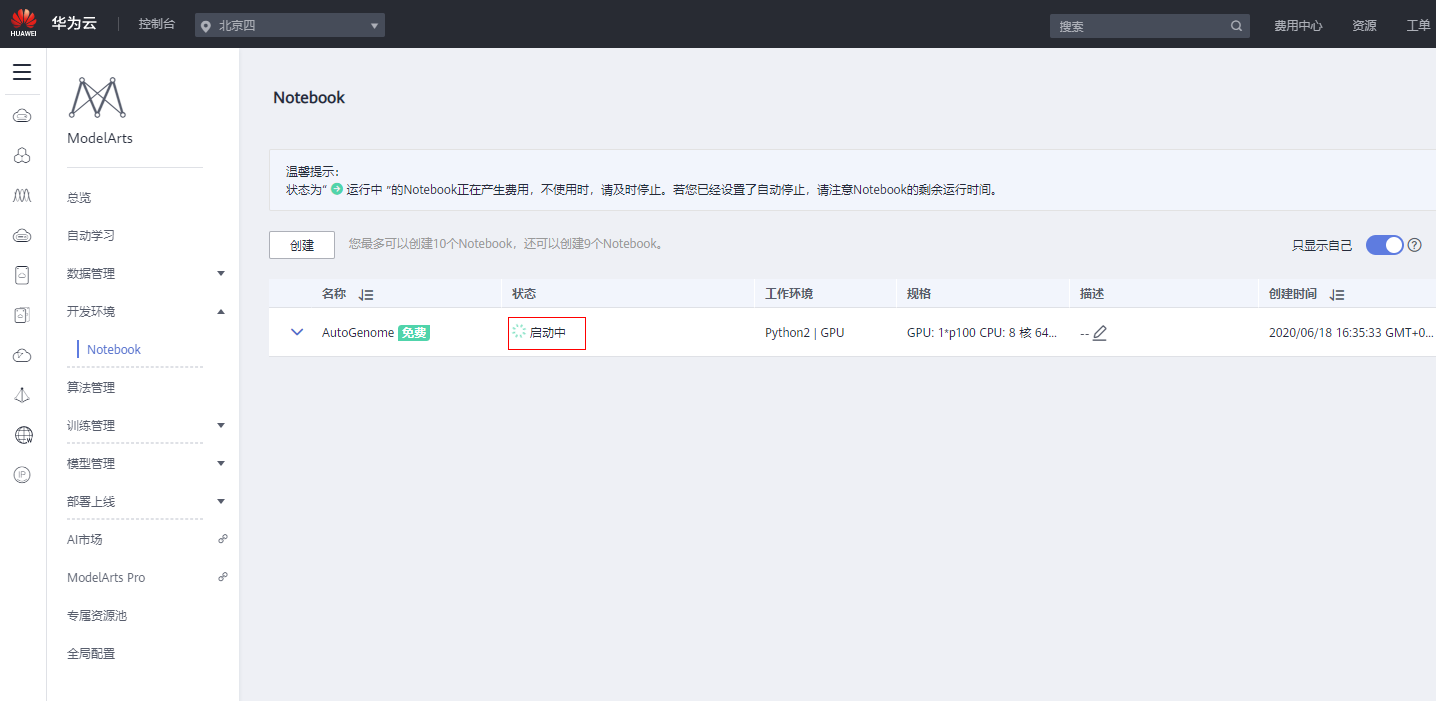 HUAWEI
华为云
控制台
北京四
搜索
费用中心
资源
工单
ModelArts
总览
自动学习
数据管理
开发环境
Notebook
算法管理
训练管理
模型管理
部署上线
AI市场
ModelArts Pro
专属资源池
全局配置
Notebook
温馨提示:
状态为“ 运行中 “的Notebook正在产生费用，不使用时，请及时停止。若您已经设置了自动停止，请注意Notebook的剩余运行时间。
创建 您最多可以创建10个Notebook，还可以创建9个Notebook。
只显示自己 ?
名称 状态 工作环境 规格 描述 创建时间
AutoGenome 免费 启动中 Python2 | GPU GPU: 1*p100 CPU: 8 核 64... -- 2020/06/18 16:35:33 GMT+0...
W
IP